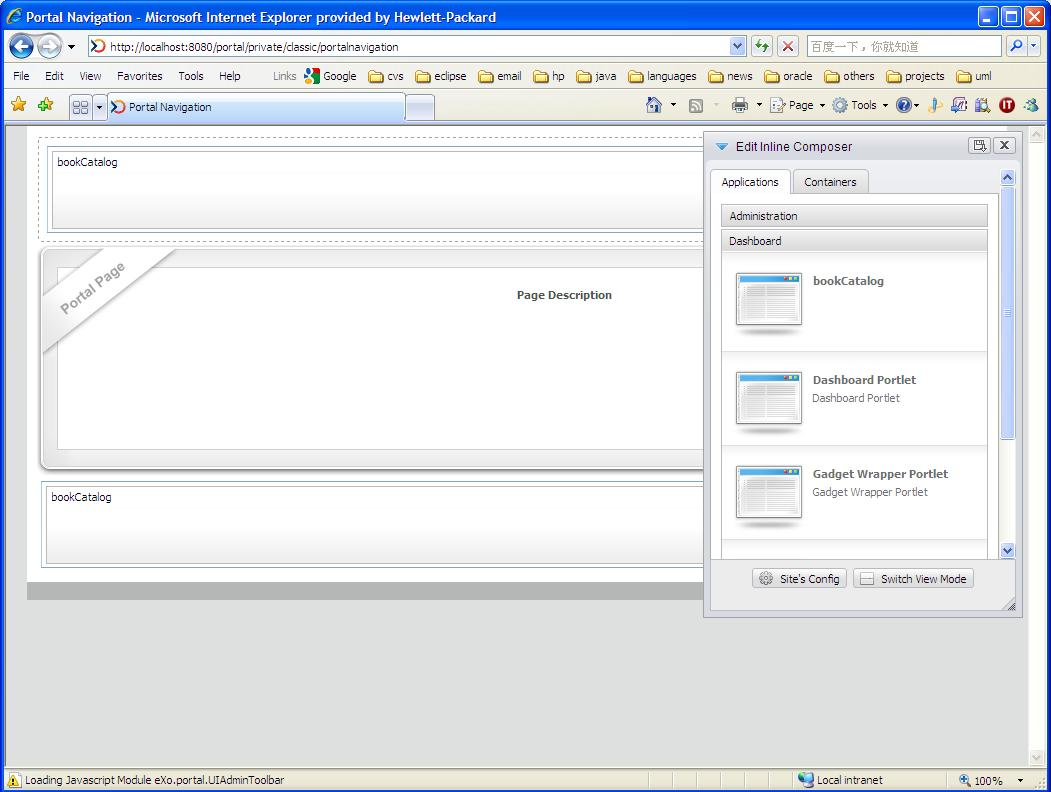 Portal Navigation - Microsoft Internet Explorer provided by Hewlett-Packard
http://localhost:8080/portal/private/classic/portalnavigation
百度一下，你就知道
File Edit View Favorites Tools Help Links Google cvs eclipse email hp java languages news oracle others projects uml
Portal Navigation
Page Tools
bookCatalog
Portal Page
Page Description
bookCatalog
Edit Inline Composer
Applications Containers
Administration
Dashboard
bookCatalog
Dashboard Portlet
Dashboard Portlet
Gadget Wrapper Portlet
Gadget Wrapper Portlet
Site's Config Switch View Mode
Loading Javascript Module eXo.portal.UIAdminToolbar
Local intranet
100%